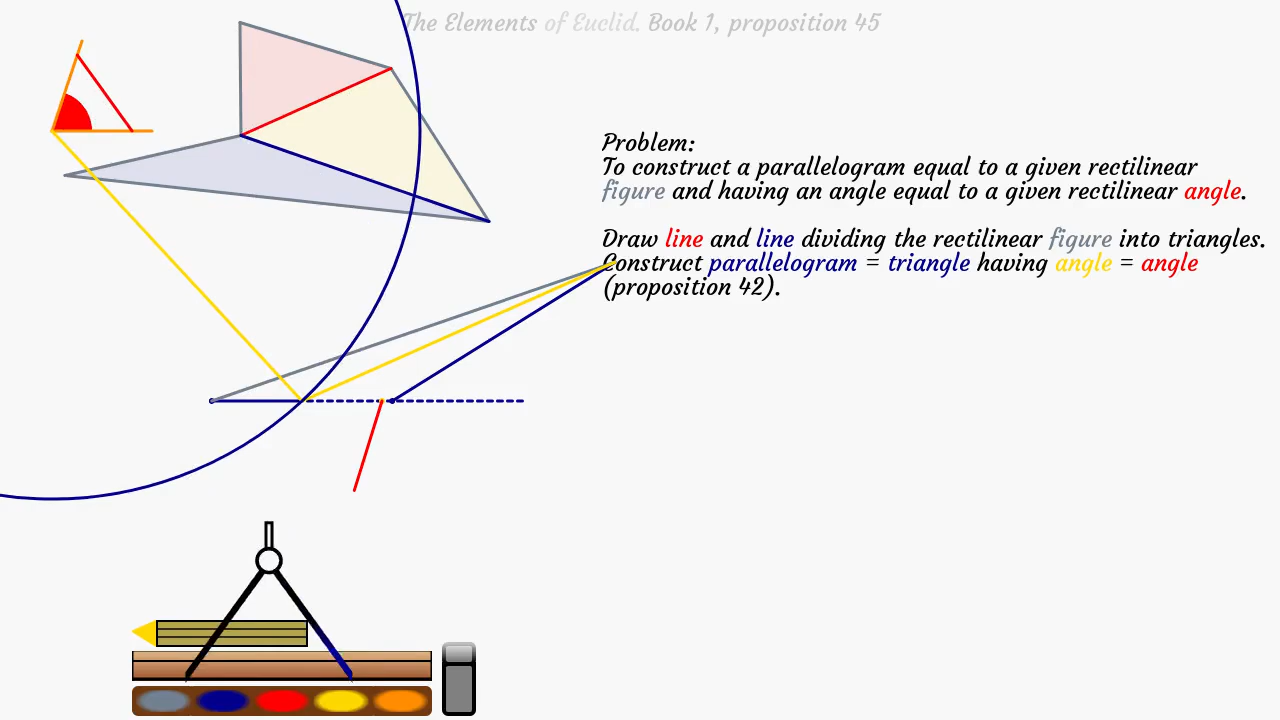 The Elements of Euclid. Book 1, proposition 45
Problem:
To construct a parallelogram equal to a given rectilinear
figure and having an angle equal to a given rectilinear angle.
Draw line and line dividing the rectilinear figure into triangles.
Construct parallelogram = triangle having angle = angle
(proposition 42).